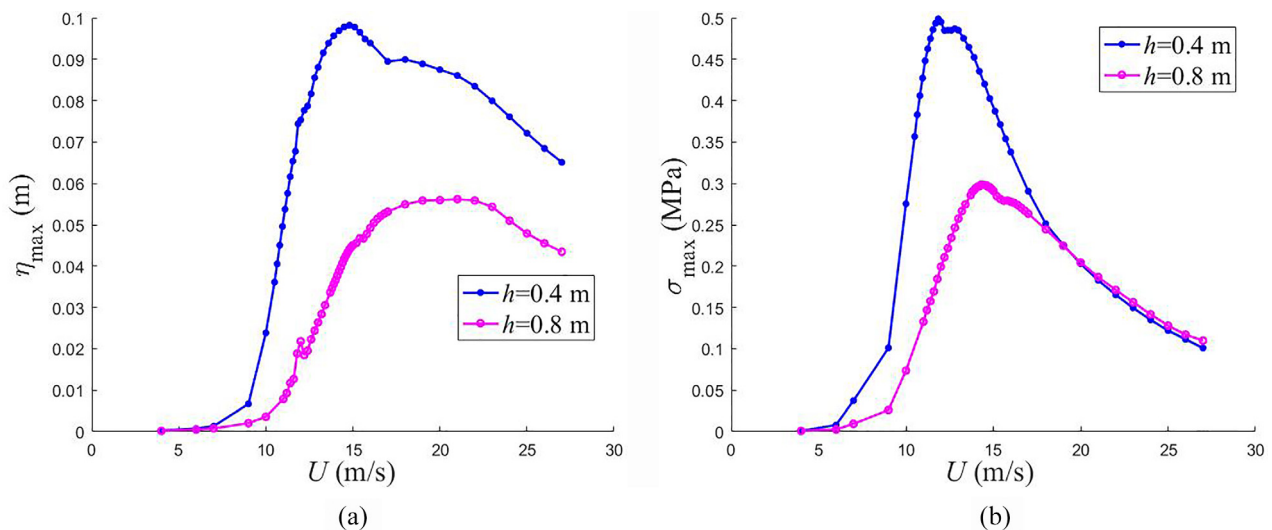 0.1
0.09
0.08
0.07
0.06
0.05
0.04
0.03
0.02
0.01
0
0 5 10 15 20 25 30
ηmax (m)
U (m/s)
h=0.4 m
h=0.8 m
(a)
0.5
0.45
0.4
0.35
0.3
0.25
0.2
0.15
0.1
0.05
0
0 5 10 15 20 25 30
σmax (MPa)
U (m/s)
h=0.4 m
h=0.8 m
(b)